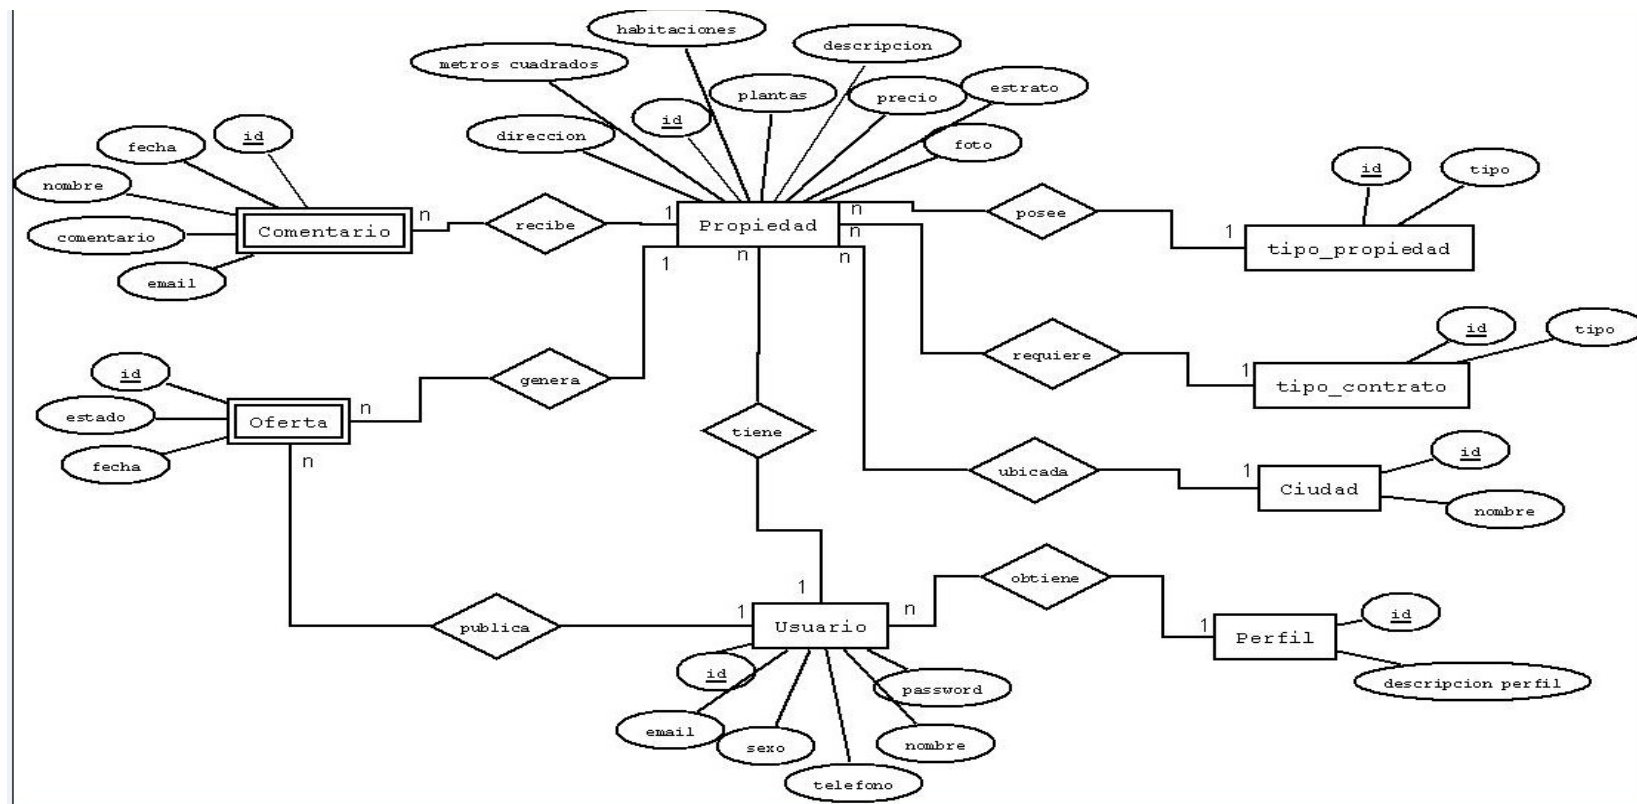 habitaciones
descripcion
metros cuadrados
estrato
plantas
precio
id
direccion
foto
id
fecha
nombre
comentario
email
Comentario
n
recibe
1
Propiedad
n
n
n
n
1
posee
1
id
tipo
tipo_propiedad
requiere
1
id
tipo
tipo_contrato
id
estado
fecha
Oferta
n
n
genera
tiene
ubicada
1
Ciudad
id
nombre
publica
1
1
Usuario
n
obtiene
1
Perfil
id
descripcion perfil
id
password
email
sexo
nombre
telefono